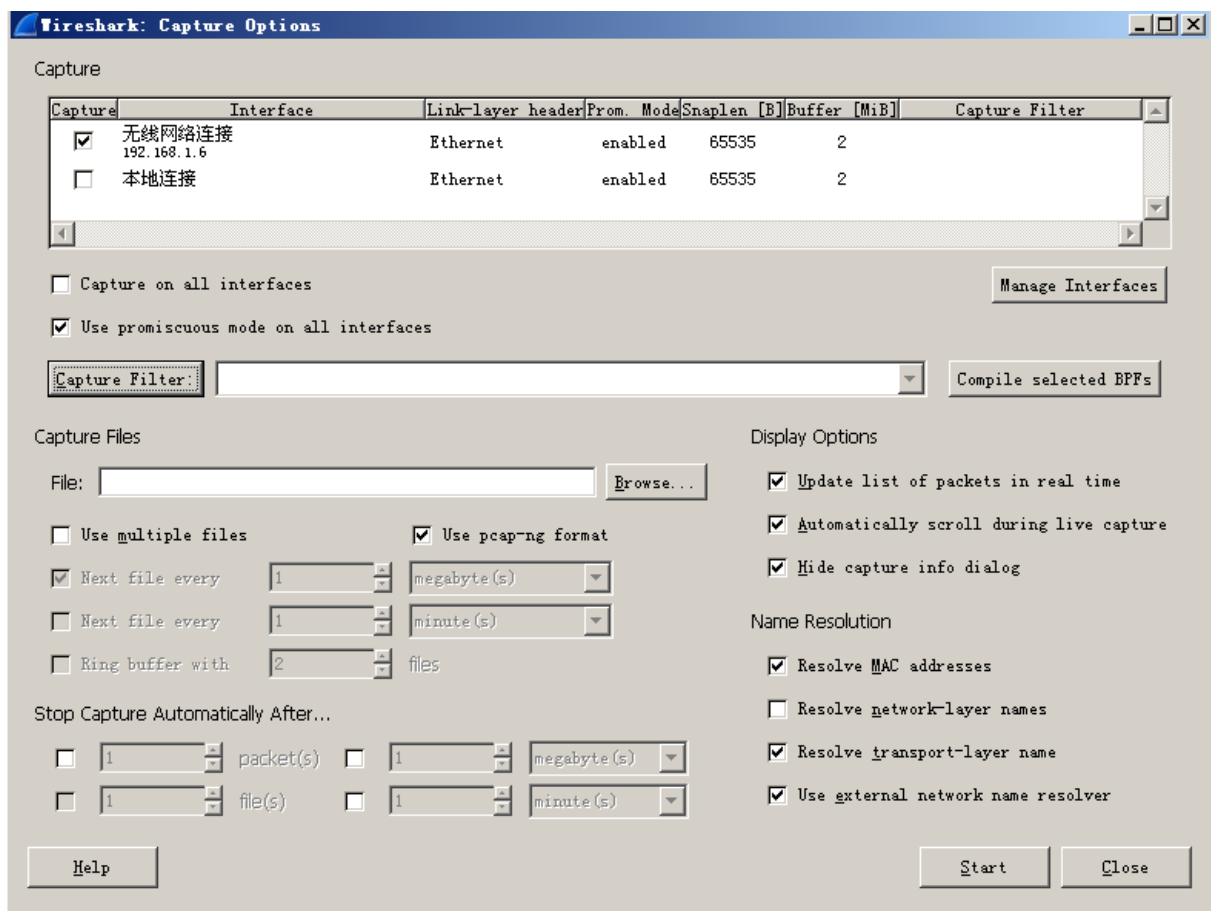 Wireshark: Capture Options
Capture
Capture Interface Link-layer header Prom. Mode Snaplen [B] Buffer [MiB] Capture Filter
无线网络连接
192.168.1.6 Ethernet enabled 65535 2
本地连接 Ethernet enabled 65535 2
Capture on all interfaces Manage Interfaces
Use promiscuous mode on all interfaces
Capture Filter: Compile selected BPFs
Capture Files Display Options
File: Browse... Update list of packets in real time
Use multiple files Use pcap-ng format Automatically scroll during live capture
Next file every 1 megabyte(s) Hide capture info dialog
Next file every 1 minute(s) Name Resolution
Ring buffer with 2 files Resolve MAC addresses
Stop Capture Automatically After... Resolve network-layer names
1 packet(s) 1 megabyte(s) Resolve transport-layer name
1 file(s) 1 minute(s) Use external network name resolver
Help Start Close